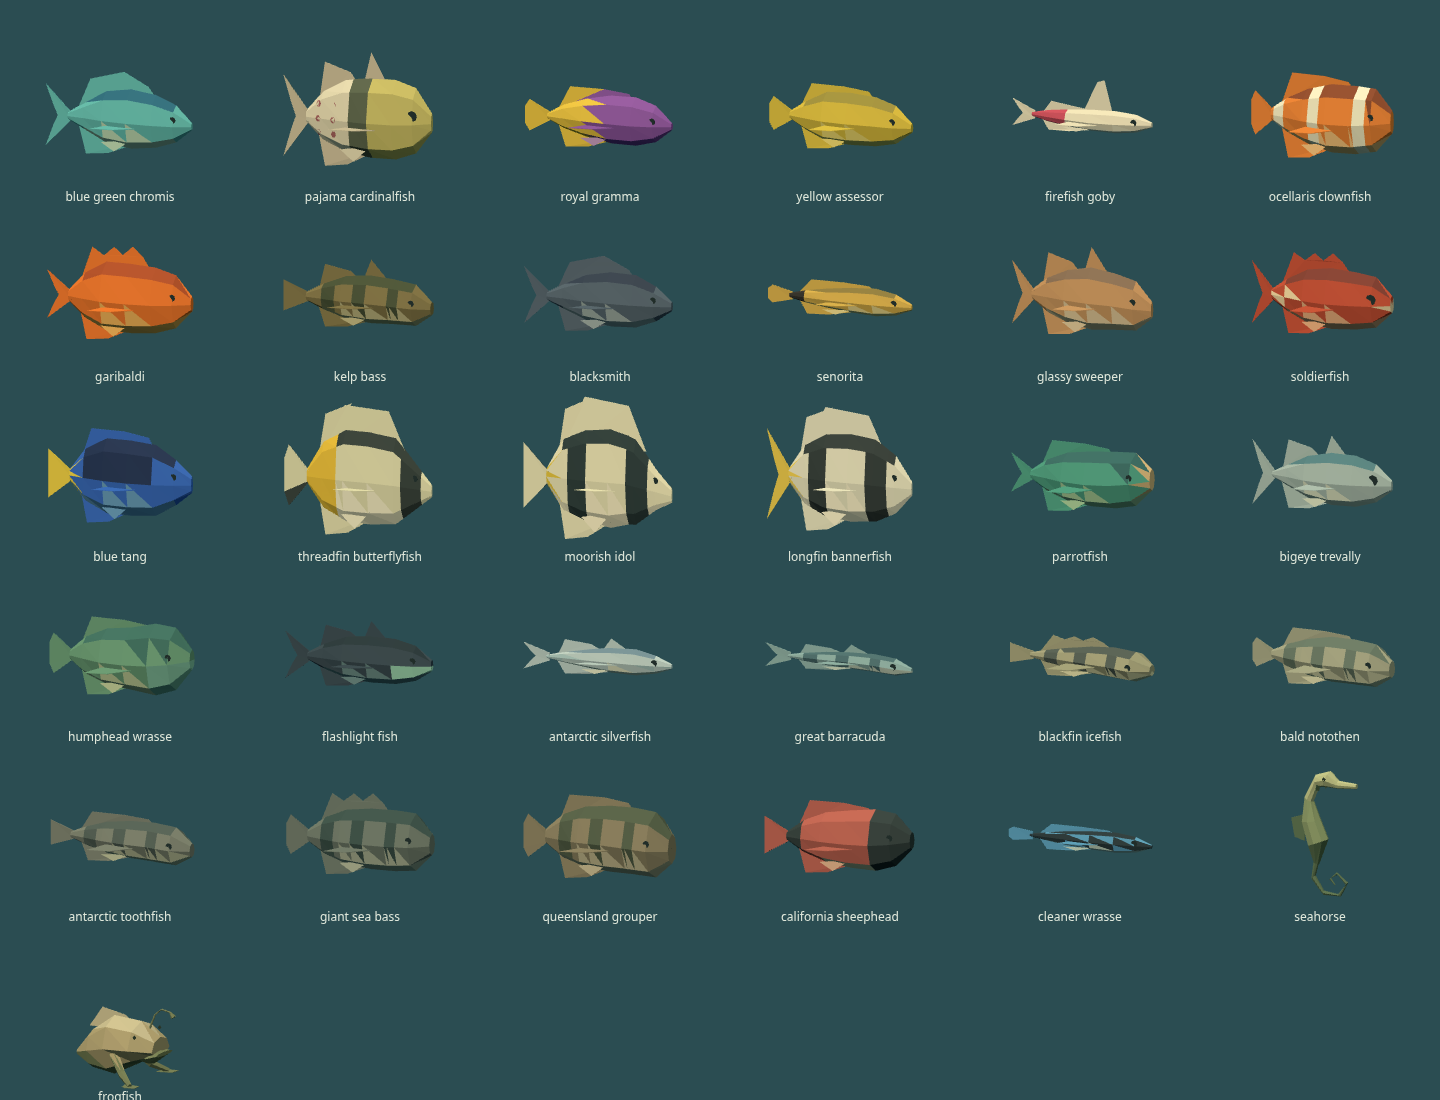 blue green chromis
pajama cardinalfish
royal gramma
yellow assessor
firefish goby
ocellaris clownfish
garibaldi
kelp bass
blacksmith
senorita
glassy sweeper
soldierfish
blue tang
threadfin butterflyfish
moorish idol
longfin bannerfish
parrotfish
bigeye trevally
humphead wrasse
flashlight fish
antarctic silverfish
great barracuda
blackfin icefish
bald notothen
antarctic toothfish
giant sea bass
queensland grouper
california sheephead
cleaner wrasse
seahorse
frogfish